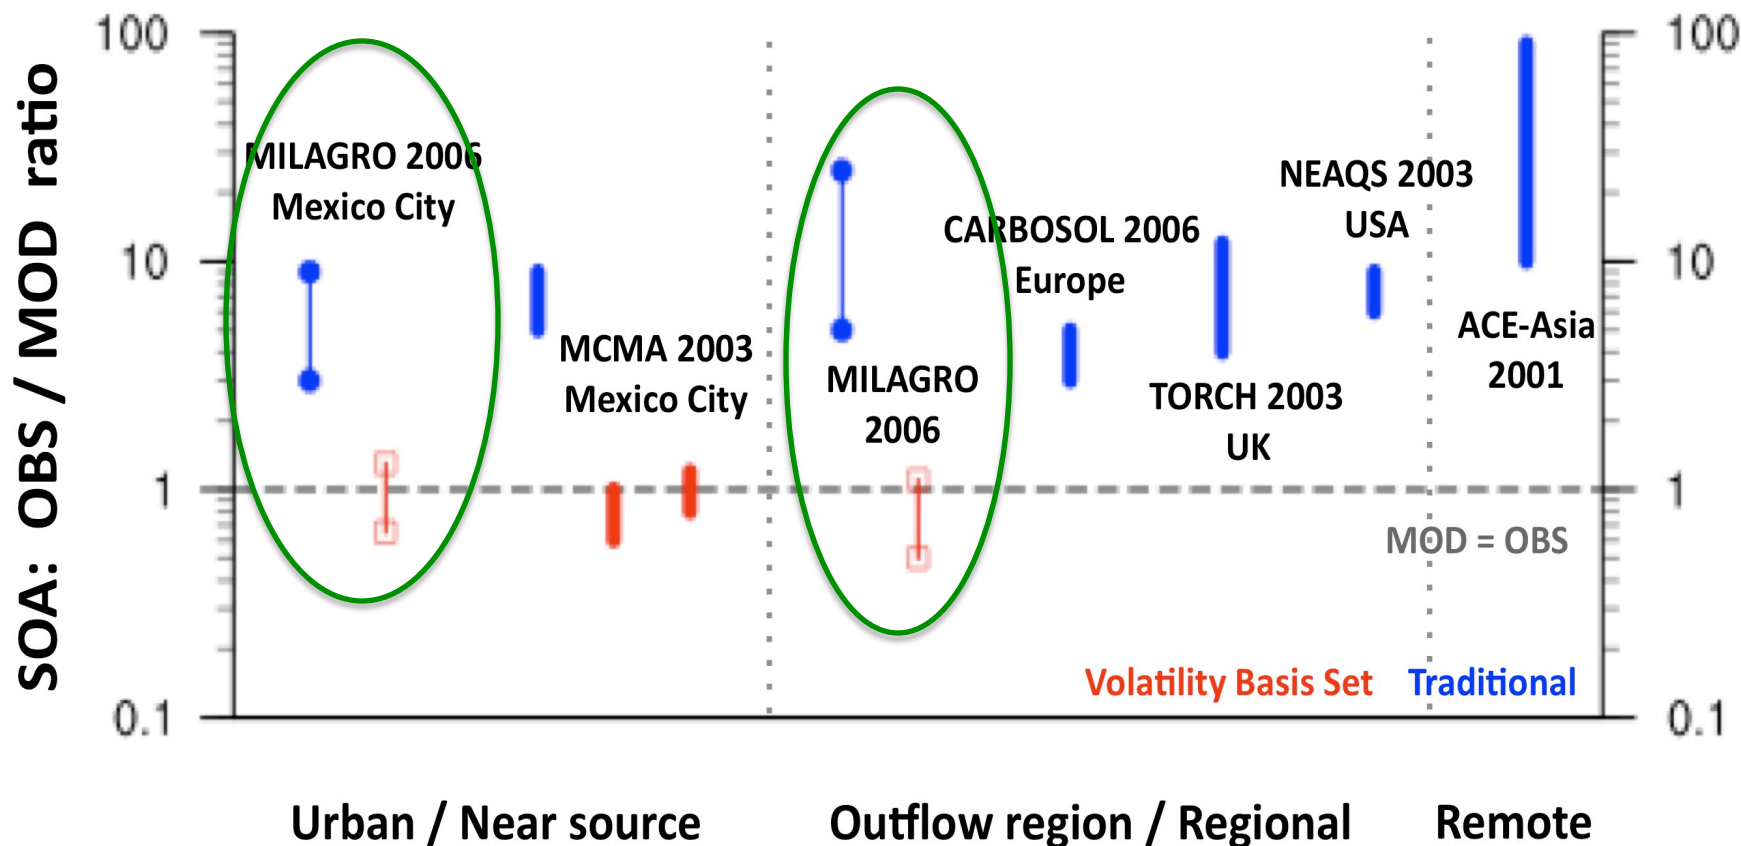 SOA: OBS / MOD ratio
100
10
1
0.1
MILAGRO 2006
Mexico City
MCMA 2003
Mexico City
MILAGRO
2006
CARBOSOL 2006
Europe
TORCH 2003
UK
NEAQS 2003
USA
ACE-Asia
2001
MOD = OBS
Volatility Basis Set
Traditional
100
10
1
0.1
Urban / Near source
Outflow region / Regional
Remote